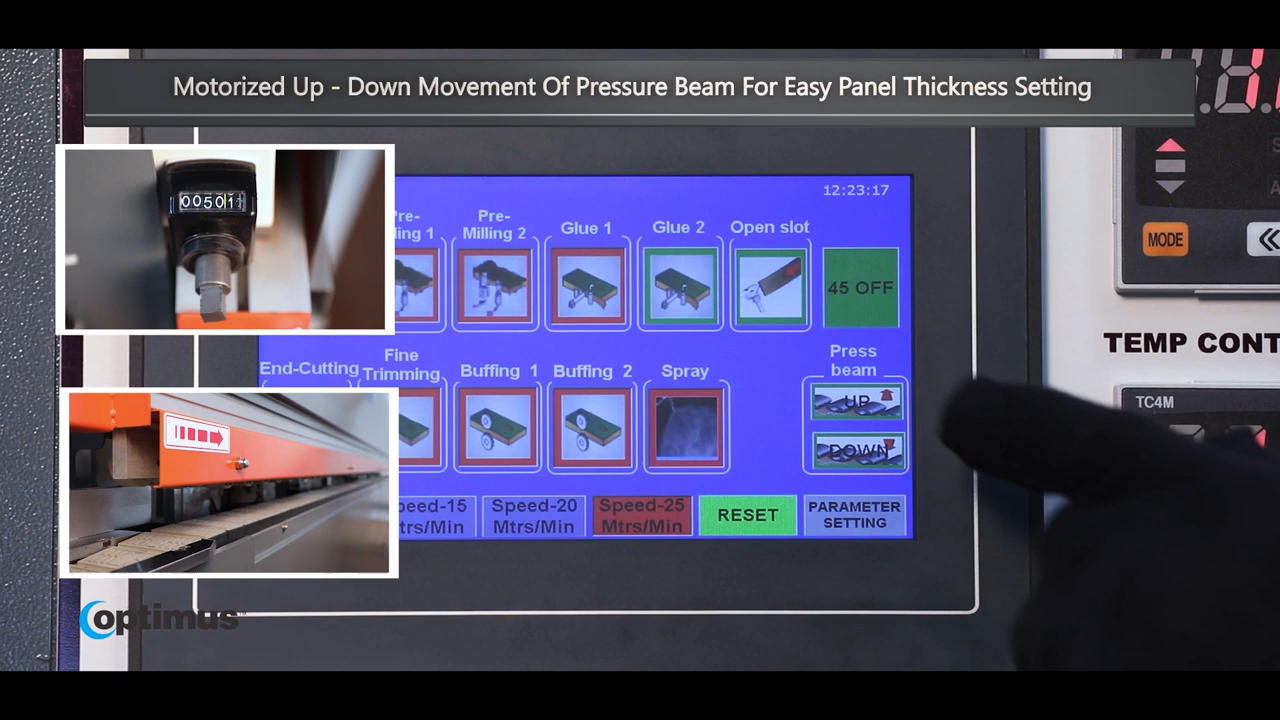 Motorized Up - Down Movement Of Pressure Beam For Easy Panel Thickness Setting
12:23:17
Pre-
Milling 2
Glue 1
Glue 2
Open slot
45 OFF
MODE
TEMP CONT
TC4M
End-Cutting
Fine
Trimming
Buffing 1
Buffing 2
Spray
Press
beam
UP
DOWN
Speed-20
Mtrs/Min
Speed-25
Mtrs/Min
RESET
PARAMETER
SETTING
optimus